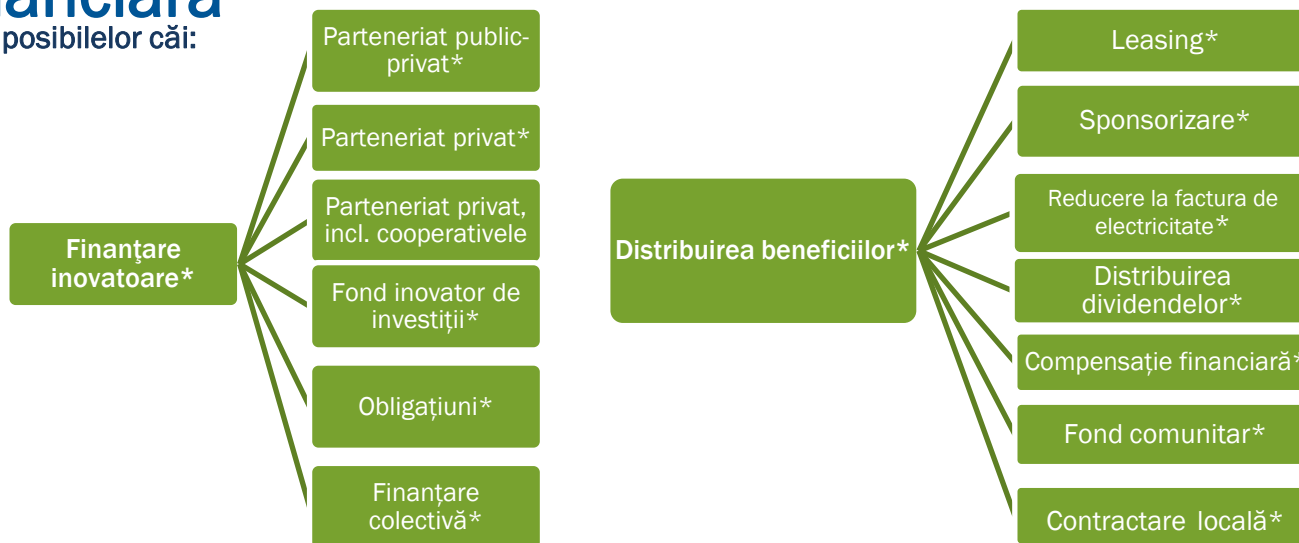 posibilelor căi:
Finanţare
inovatoare*
Parteneriat public-
privat*
Parteneriat privat*
Parteneriat privat,
incl. cooperativele
Fond inovator de
investiții*
Obligațiuni*
Finanțare
colectivă*
Distribuirea beneficiilor*
Leasing*
Sponsorizare*
Reducere la factura de
electricitate*
Distribuirea
dividendelor*
Compensație financiară*
Fond comunitar*
Contractare locală*